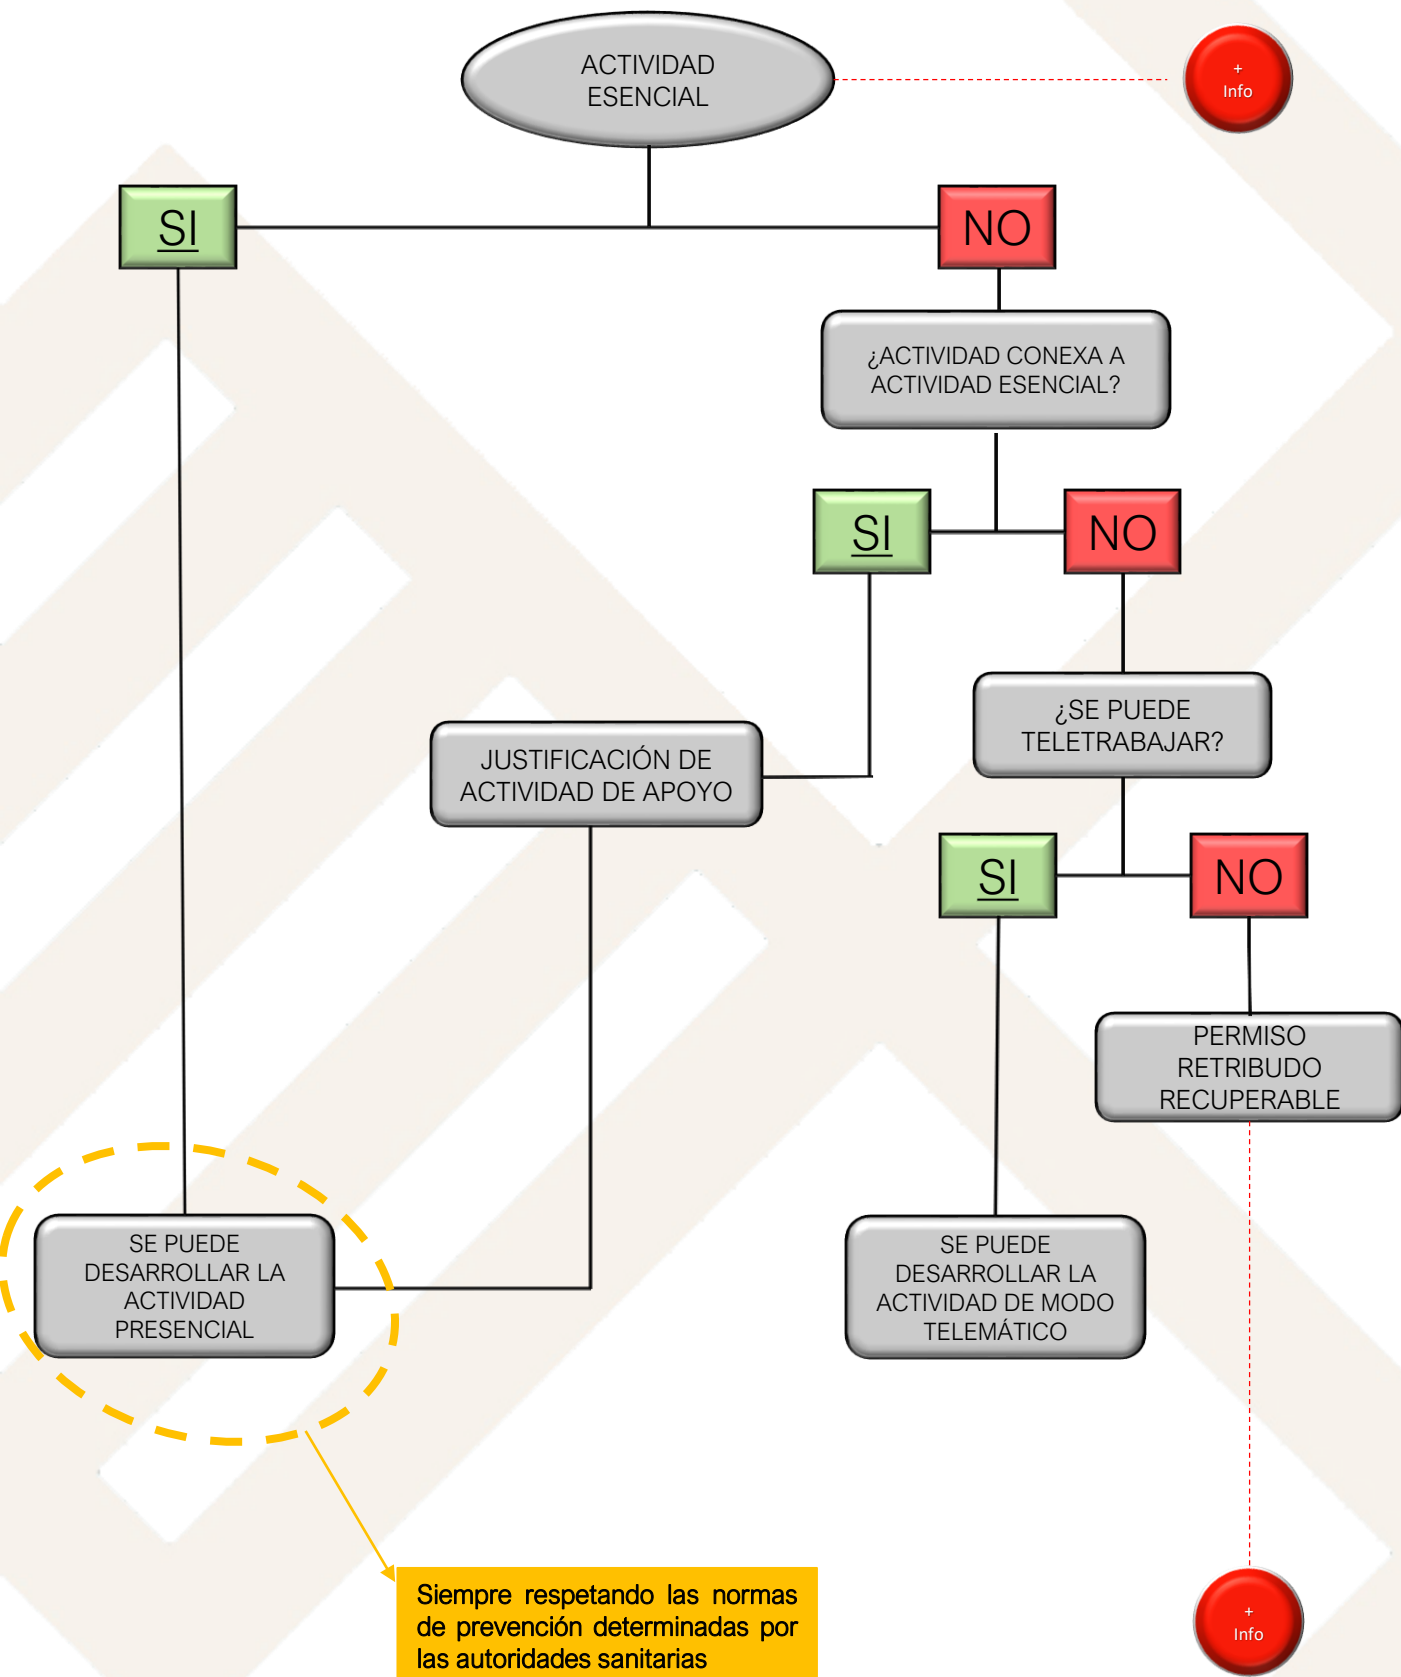 ACTIVIDAD
ESENCIAL
+
Info
SI
NO
¿ACTIVIDAD CONEXA A
ACTIVIDAD ESENCIAL?
SI
NO
¿SE PUEDE
TELETRABAJAR?
JUSTIFICACIÓN DE
ACTIVIDAD DE APOYO
SI
NO
PERMISO
RETRIBUDO
RECUPERABLE
SE PUEDE
DESARROLLAR LA
ACTIVIDAD
PRESENCIAL
SE PUEDE
DESARROLLAR LA
ACTIVIDAD DE MODO
TELEMÁTICO
Siempre respetando las normas
de prevención determinadas por
las autoridades sanitarias
+
Info